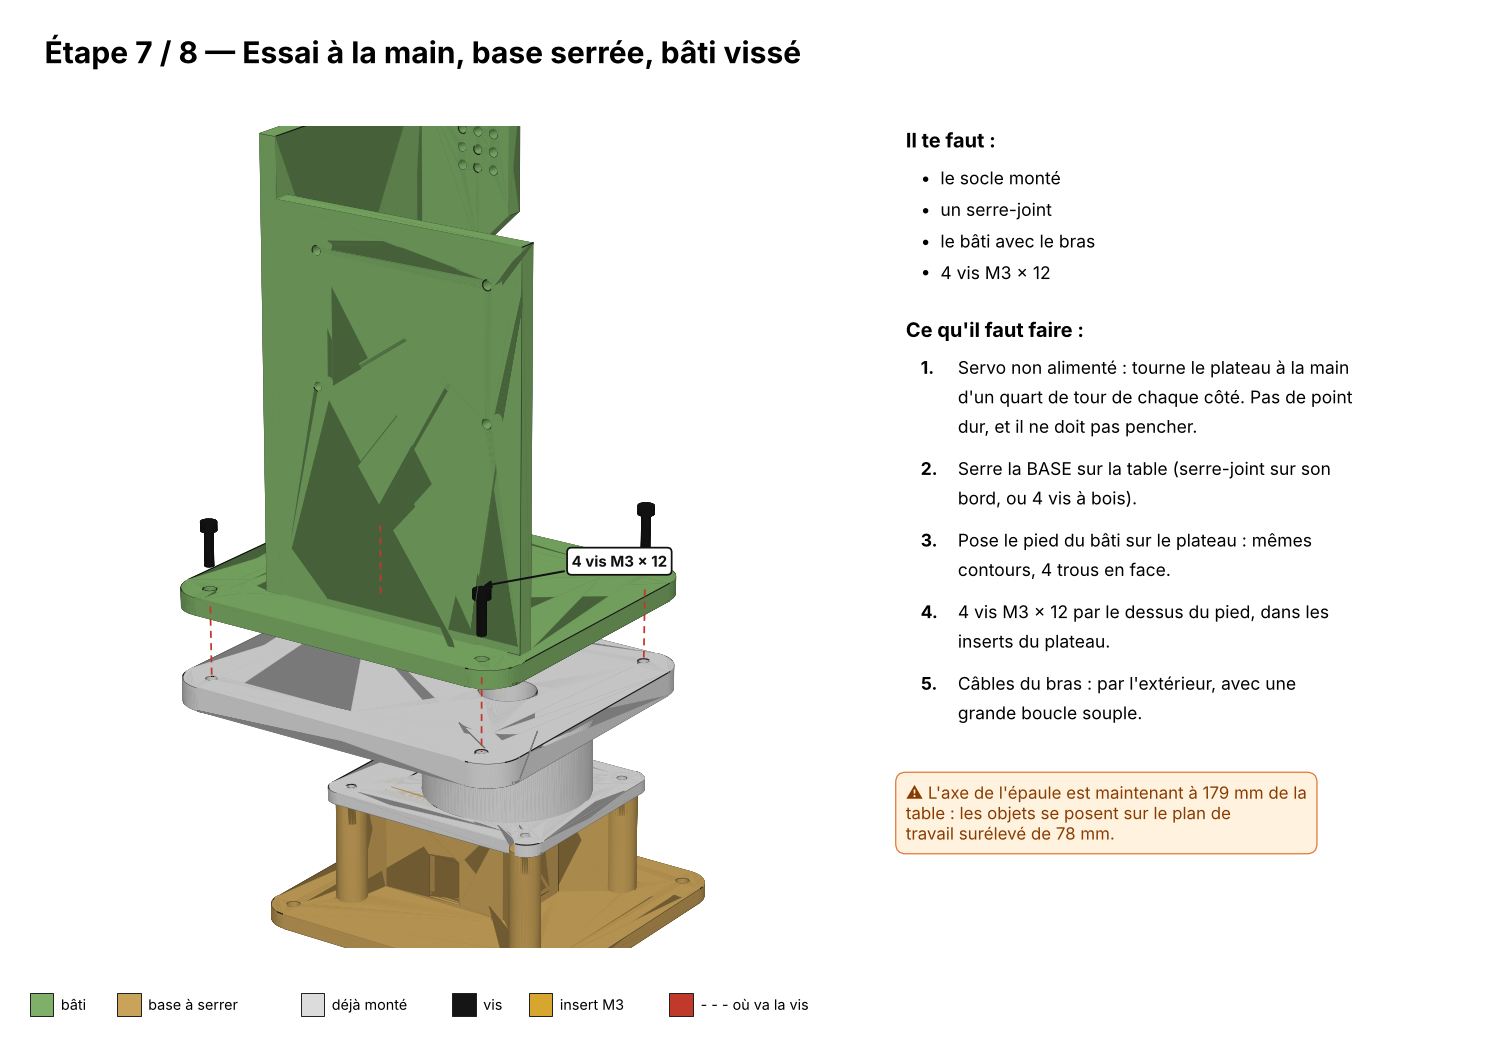 Étape 7 / 8 — Essai à la main, base serrée, bâti vissé
4 vis M3 × 12
Il te faut :
• le socle monté
• un serre-joint
• le bâti avec le bras
• 4 vis M3 × 12
Ce qu'il faut faire :
1. Servo non alimenté : tourne le plateau à la main
d'un quart de tour de chaque côté. Pas de point
dur, et il ne doit pas pencher.
2. Serre la BASE sur la table (serre-joint sur son
bord, ou 4 vis à bois).
3. Pose le pied du bâti sur le plateau : mêmes
contours, 4 trous en face.
4. 4 vis M3 × 12 par le dessus du pied, dans les
inserts du plateau.
5. Câbles du bras : par l'extérieur, avec une
grande boucle souple.
⚠ L'axe de l'épaule est maintenant à 179 mm de la
table : les objets se posent sur le plan de
travail surélevé de 78 mm.
bâti
base à serrer
déjà monté
vis
insert M3
- - - où va la vis